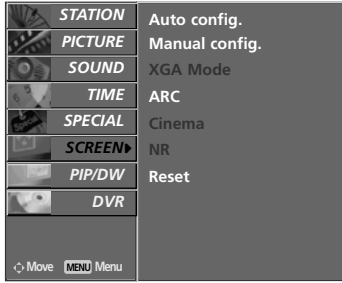 STATION
PICTURE
SOUND
TIME
SPECIAL
SCREEN
PIP/DW
DVR
Move MENU Menu
Auto config.
Manual config.
XGA Mode
ARC
Cinema
NR
Reset